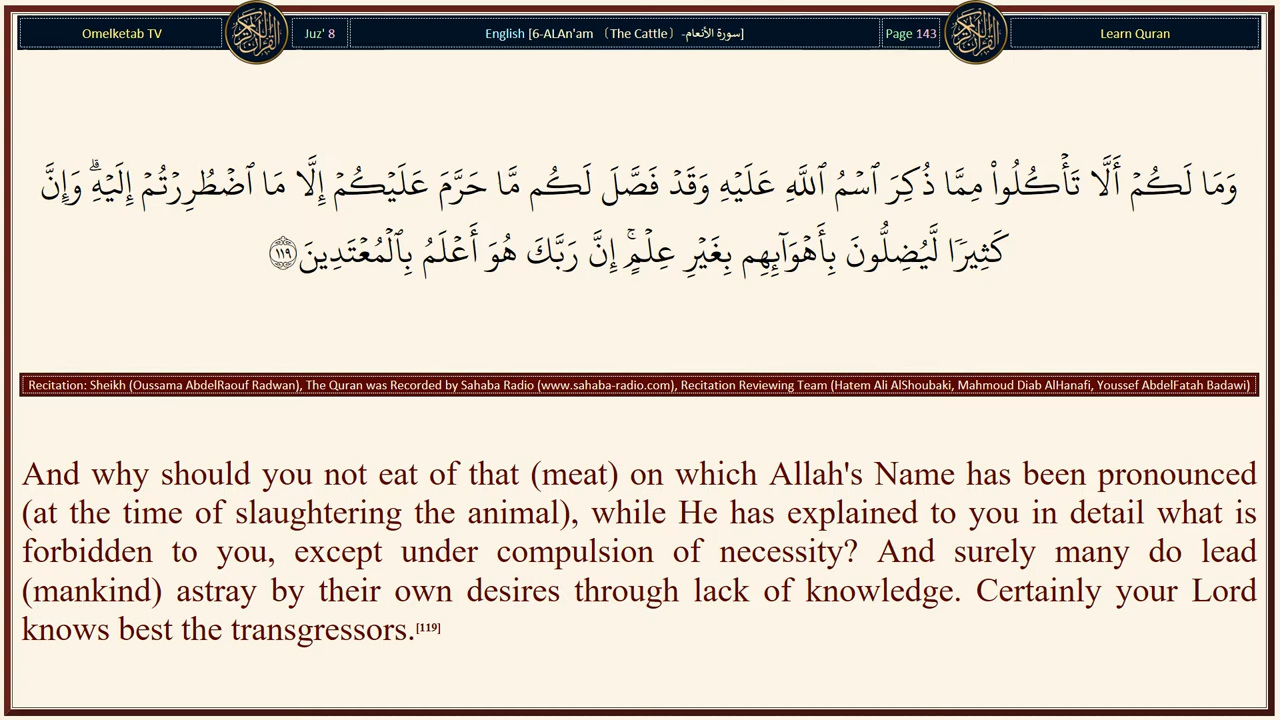 Omelketab TV
Juz' 8
English [6-ALAn'am (The Cattle) -سورة الأنعام]
Page 143
Learn Quran
وَمَا لَكُمۡ أَلَّا تَأۡكُلُواْ مِمَّا ذُكِرَ ٱسۡمُ ٱللَّهِ عَلَيۡهِ وَقَدۡ فَصَّلَ لَكُم مَّا حَرَّمَ عَلَيۡكُمۡ إِلَّا مَا ٱضۡطُرِرۡتُمۡ إِلَيۡهِۗ وَإِنَّ
كَثِيرٗا لَّيُضِلُّونَ بِأَهۡوَآئِهِم بِغَيۡرِ عِلۡمٍۚ إِنَّ رَبَّكَ هُوَ أَعۡلَمُ بِٱلۡمُعۡتَدِينَ ١١٩
Recitation: Sheikh (Oussama AbdelRaouf Radwan), The Quran was Recorded by Sahaba Radio (www.sahaba-radio.com), Recitation Reviewing Team (Hatem Ali AlShoubaki, Mahmoud Diab AlHanafi, Youssef AbdelFatah Badawi)
And why should you not eat of that (meat) on which Allah's Name has been pronounced
(at the time of slaughtering the animal), while He has explained to you in detail what is
forbidden to you, except under compulsion of necessity? And surely many do lead
(mankind) astray by their own desires through lack of knowledge. Certainly your Lord
knows best the transgressors.[119]